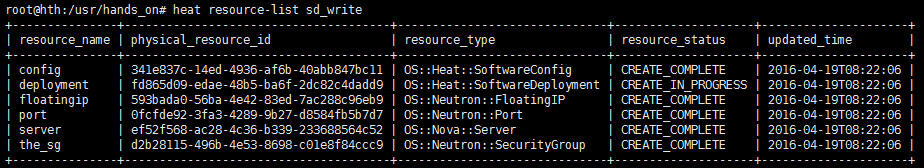 root@hth:/usr/hands_on# heat resource-list sd_write
+---------------+--------------------------------------+----------------------------+--------------------+---------------------+
| resource_name | physical_resource_id | resource_type | resource_status | updated_time |
+---------------+--------------------------------------+----------------------------+--------------------+---------------------+
| config | 341e837c-14ed-4936-af6b-40abb847bc11 | OS::Heat::SoftwareConfig | CREATE_COMPLETE | 2016-04-19T08:22:06 |
| deployment | fd865d09-edae-48b5-ba6f-2dc82c4dadd9 | OS::Heat::SoftwareDeployment | CREATE_IN_PROGRESS | 2016-04-19T08:22:06 |
| floatingip | 593bada0-56ba-4e42-83ed-7ac288c96eb9 | OS::Neutron::FloatingIP | CREATE_COMPLETE | 2016-04-19T08:22:06 |
| port | 0fcfde92-3fa3-4289-9b27-d8584fb5b7d7 | OS::Neutron::Port | CREATE_COMPLETE | 2016-04-19T08:22:06 |
| server | ef52f568-ac28-4c36-b339-233688564c52 | OS::Nova::Server | CREATE_COMPLETE | 2016-04-19T08:22:06 |
| the_sg | d2b28115-496b-4e53-8698-c01e8f84ccc9 | OS::Neutron::SecurityGroup | CREATE_COMPLETE | 2016-04-19T08:22:06 |
+---------------+--------------------------------------+----------------------------+--------------------+---------------------+